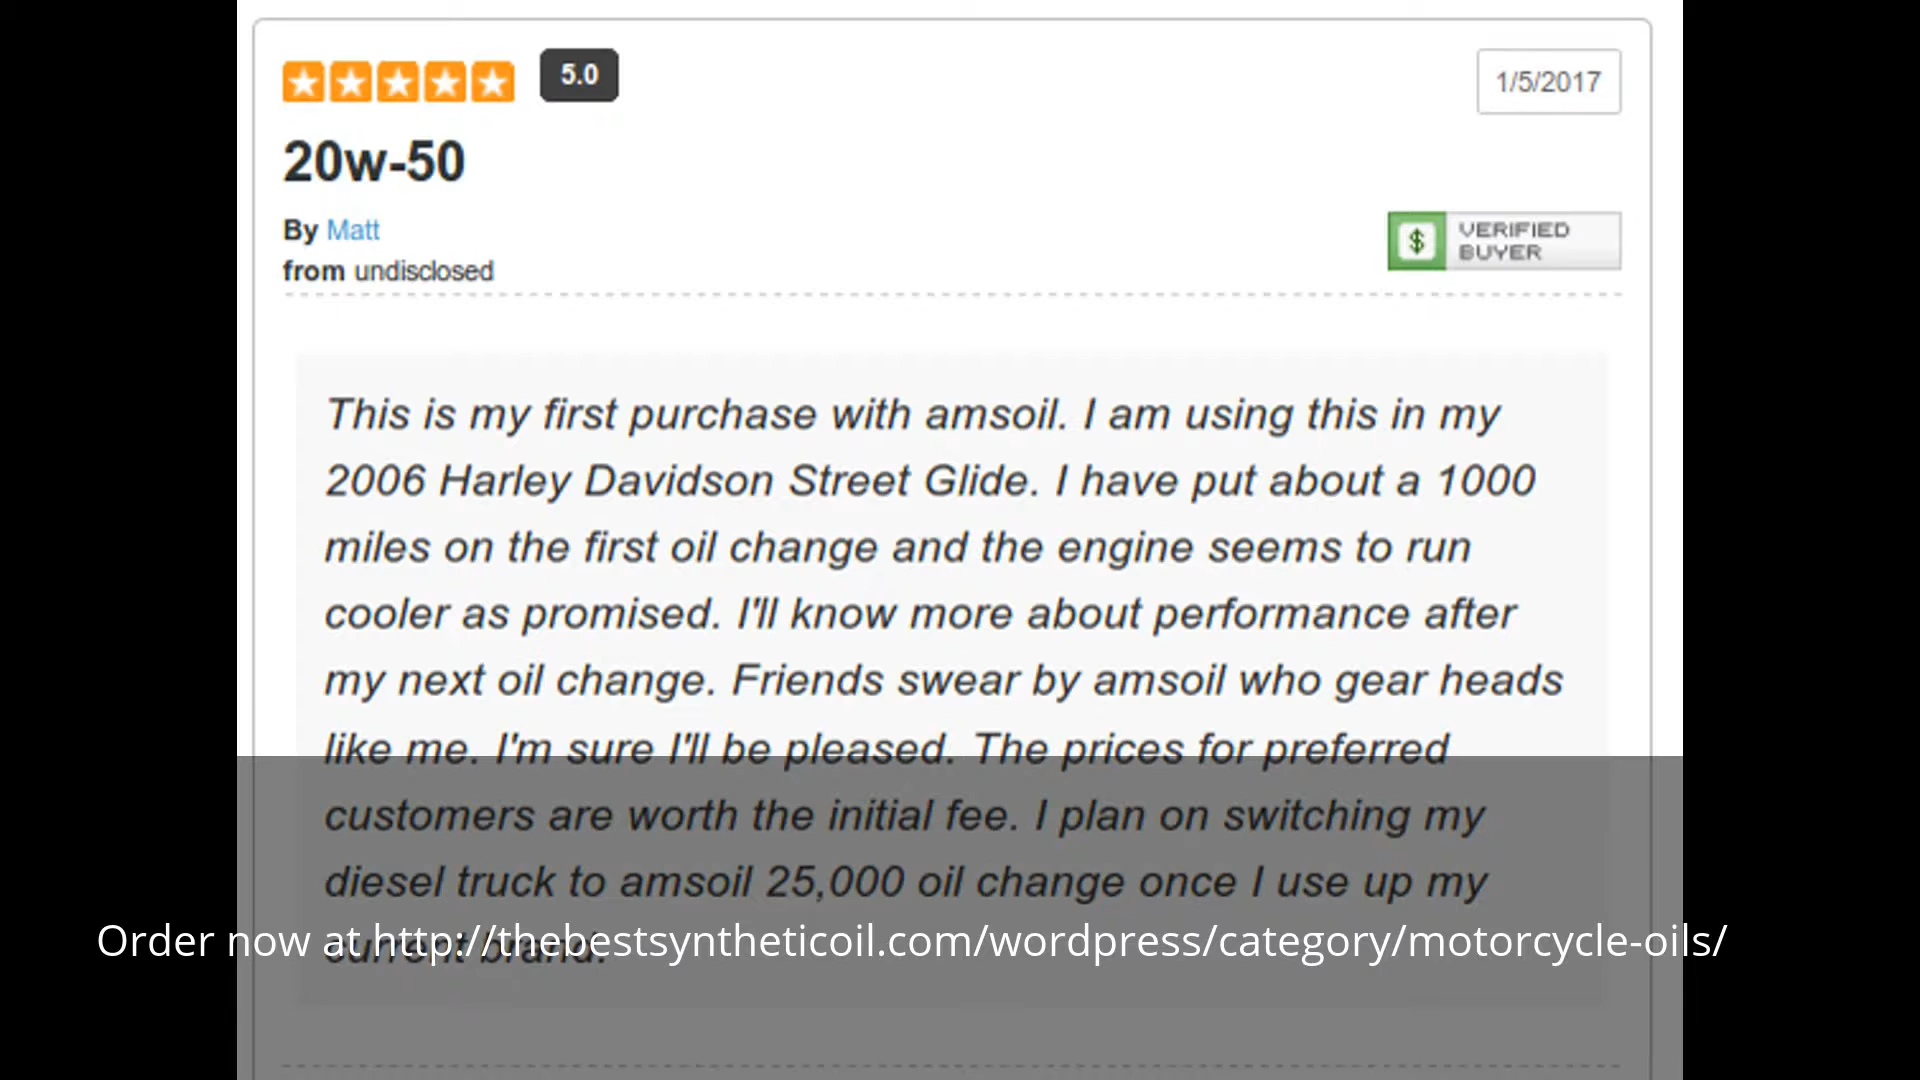 5.0
1/5/2017
20w-50
By Matt
VERIFIED
BUYER
from undisclosed
This is my first purchase with amsoil. I am using this in my
2006 Harley Davidson Street Glide. I have put about a 1000
miles on the first oil change and the engine seems to run
cooler as promised. I'll know more about performance after
my next oil change. Friends swear by amsoil who gear heads
like me. I'm sure I'll be pleased. The prices for preferred
customers are worth the initial fee. I plan on switching my
diesel truck to amsoil 25,000 oil change once I use up my
current brand.
Order now at http://thebestsyntheticoil.com/wordpress/category/motorcycle-oils/